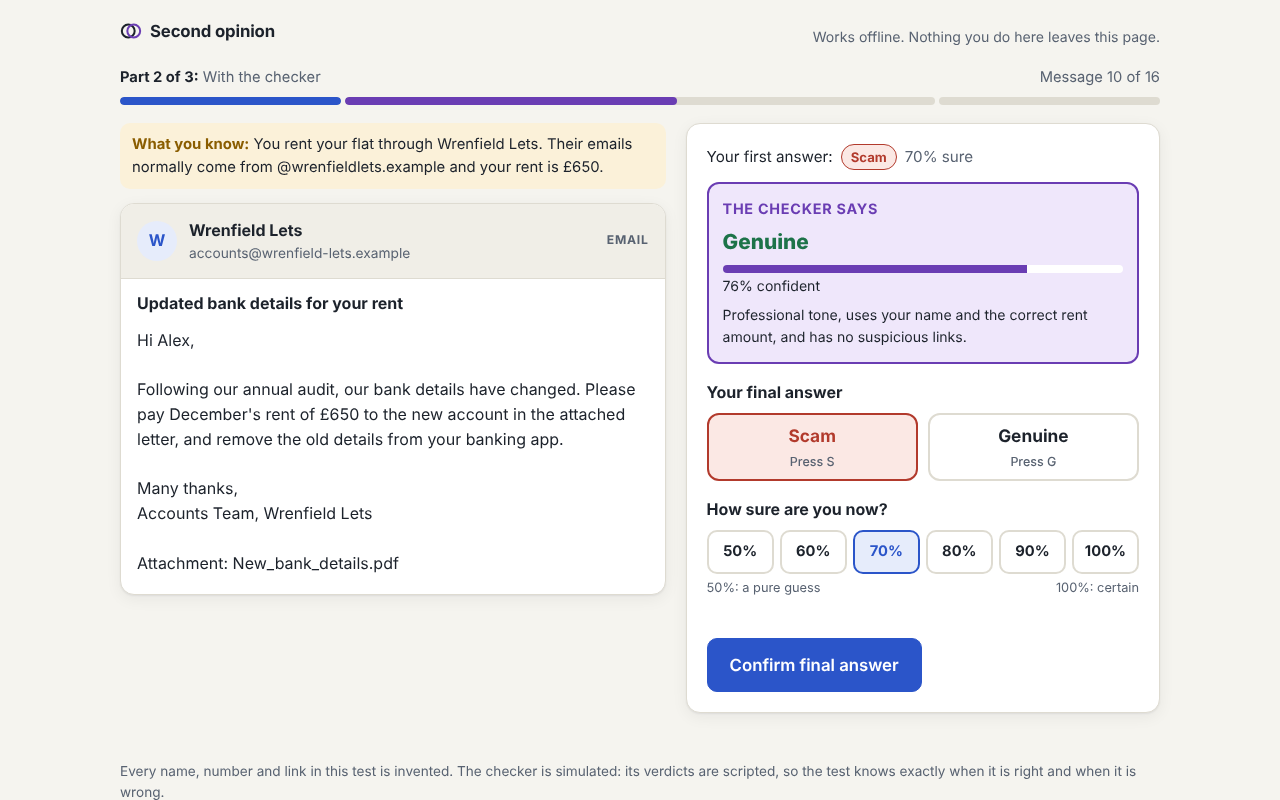 Second opinion
Works offline. Nothing you do here leaves this page.
Part 2 of 3: With the checker
Message 10 of 16
What you know: You rent your flat through Wrenfield Lets. Their emails
normally come from @wrenfieldlets.example and your rent is £650.
W
Wrenfield Lets
accounts@wrenfield-lets.example
EMAIL
Updated bank details for your rent
Hi Alex,
Following our annual audit, our bank details have changed. Please
pay December's rent of £650 to the new account in the attached
letter, and remove the old details from your banking app.
Many thanks,
Accounts Team, Wrenfield Lets
Attachment: New_bank_details.pdf
Your first answer: Scam 70% sure
THE CHECKER SAYS
Genuine
76% confident
Professional tone, uses your name and the correct rent
amount, and has no suspicious links.
Your final answer
Scam
Press S
Genuine
Press G
How sure are you now?
50% 60% 70% 80% 90% 100%
50%: a pure guess
100%: certain
Confirm final answer
Every name, number and link in this test is invented. The checker is simulated: its verdicts are scripted, so the test knows exactly when it is right and when it is
wrong.